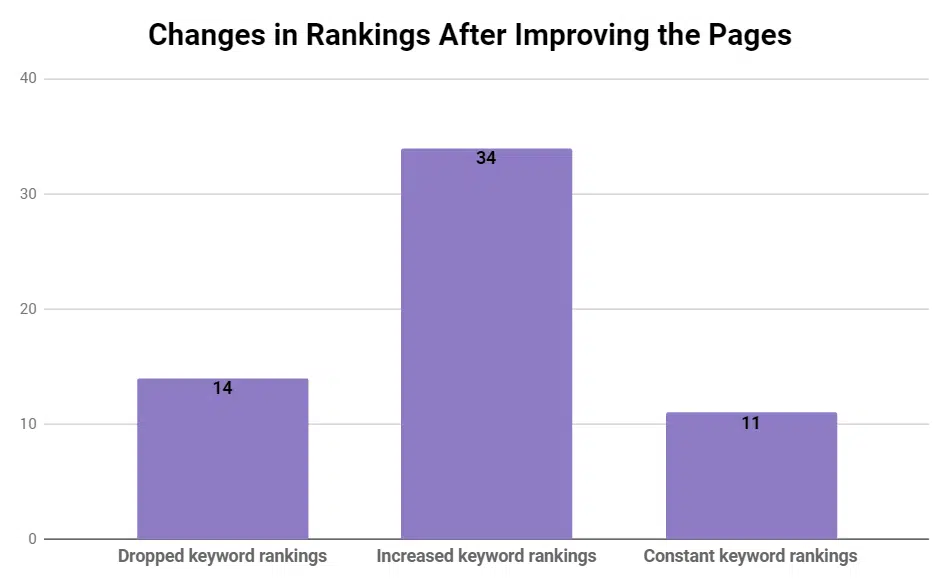 Changes in Rankings After Improving the Pages
40
30
20
10
0
14
34
11
Dropped keyword rankings
Increased keyword rankings
Constant keyword rankings